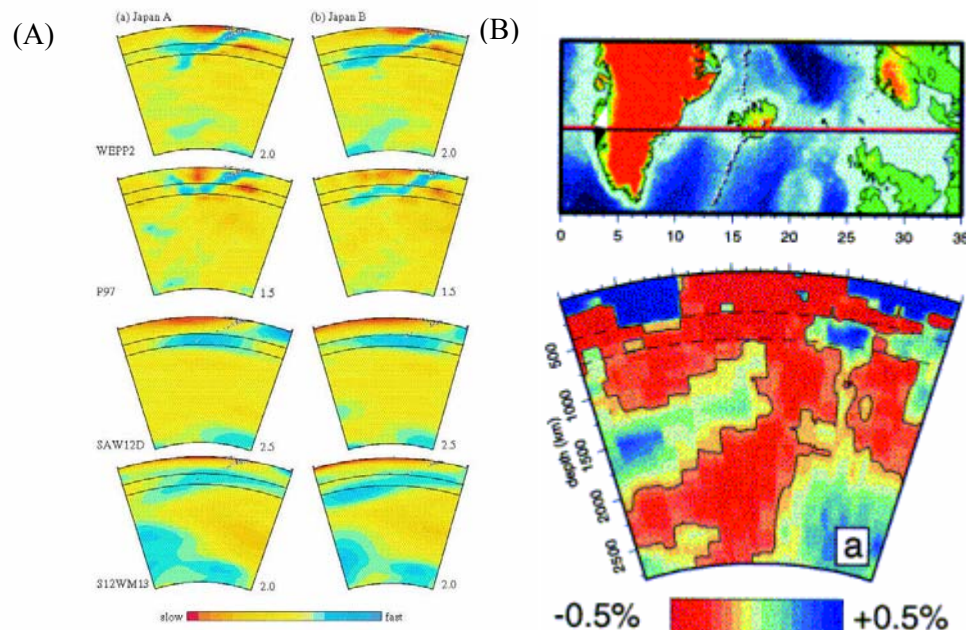 (A)
(a) Japan A
(b) Japan B
WEPP2
2.0
2.0
P97
1.5
1.5
SAW12D
2.5
2.5
S12WM13
2.0
2.0
slow
fast
(B)
0 5 10 15 20 25 30 35
500
1000
1500
2000
2500
depth (km)
a
-0.5%
+0.5%